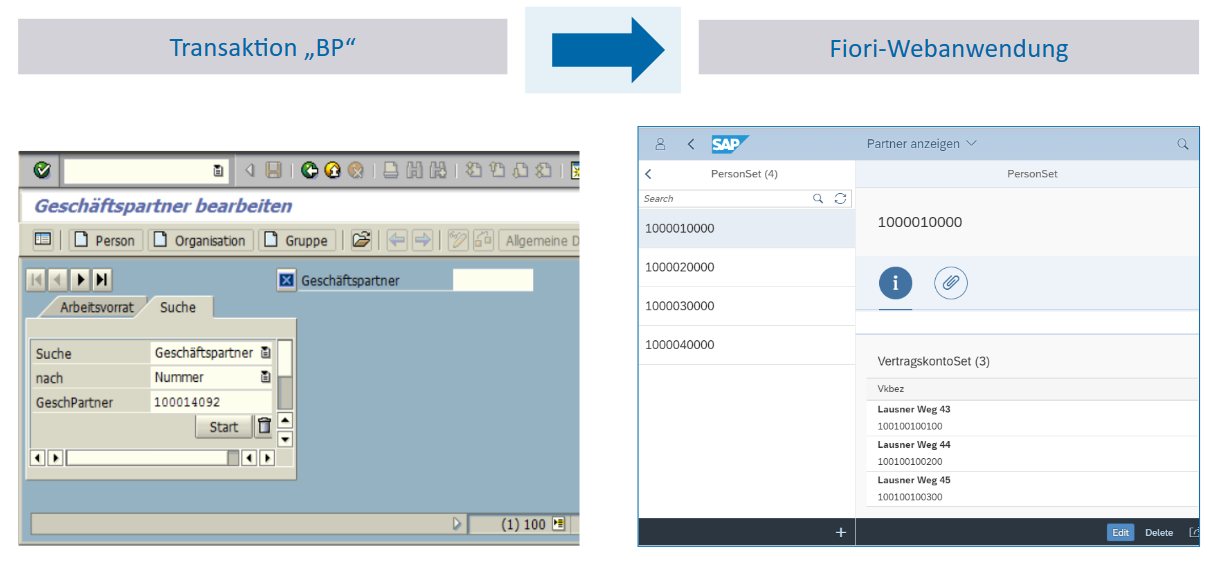 Transaktion „BP“
Fiori-Webanwendung
Geschäftspartner bearbeiten
Person Organisation Gruppe Allgemeine D
Geschäftspartner
Arbeitsvorrat Suche
Suche Geschäftspartner
nach Nummer
GeschPartner 100014092
Start
(1) 100
SAP Partner anzeigen
PersonSet (4)
Search
1000010000
1000020000
1000030000
1000040000
PersonSet
1000010000
i
VertragskontoSet (3)
Vkbez
Lausner Weg 43
100100100100
Lausner Weg 44
100100100200
Lausner Weg 45
100100100300
+
Edit Delete